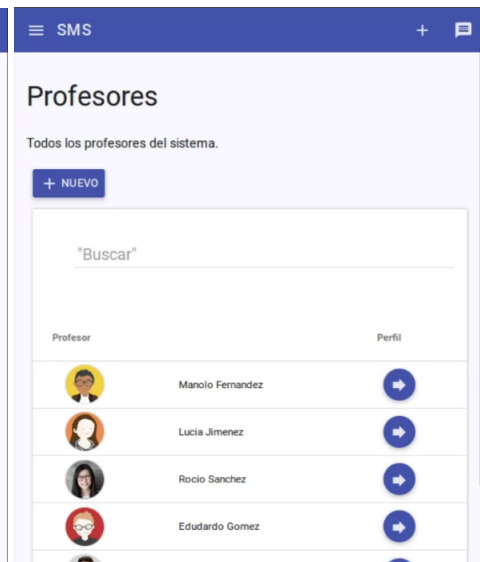 SMS
Profesores
Todos los profesores del sistema.
+ NUEVO
"Buscar"
Profesor Perfil
Manolo Fernandez
Lucia Jimenez
Rocio Sanchez
Edudardo Gomez